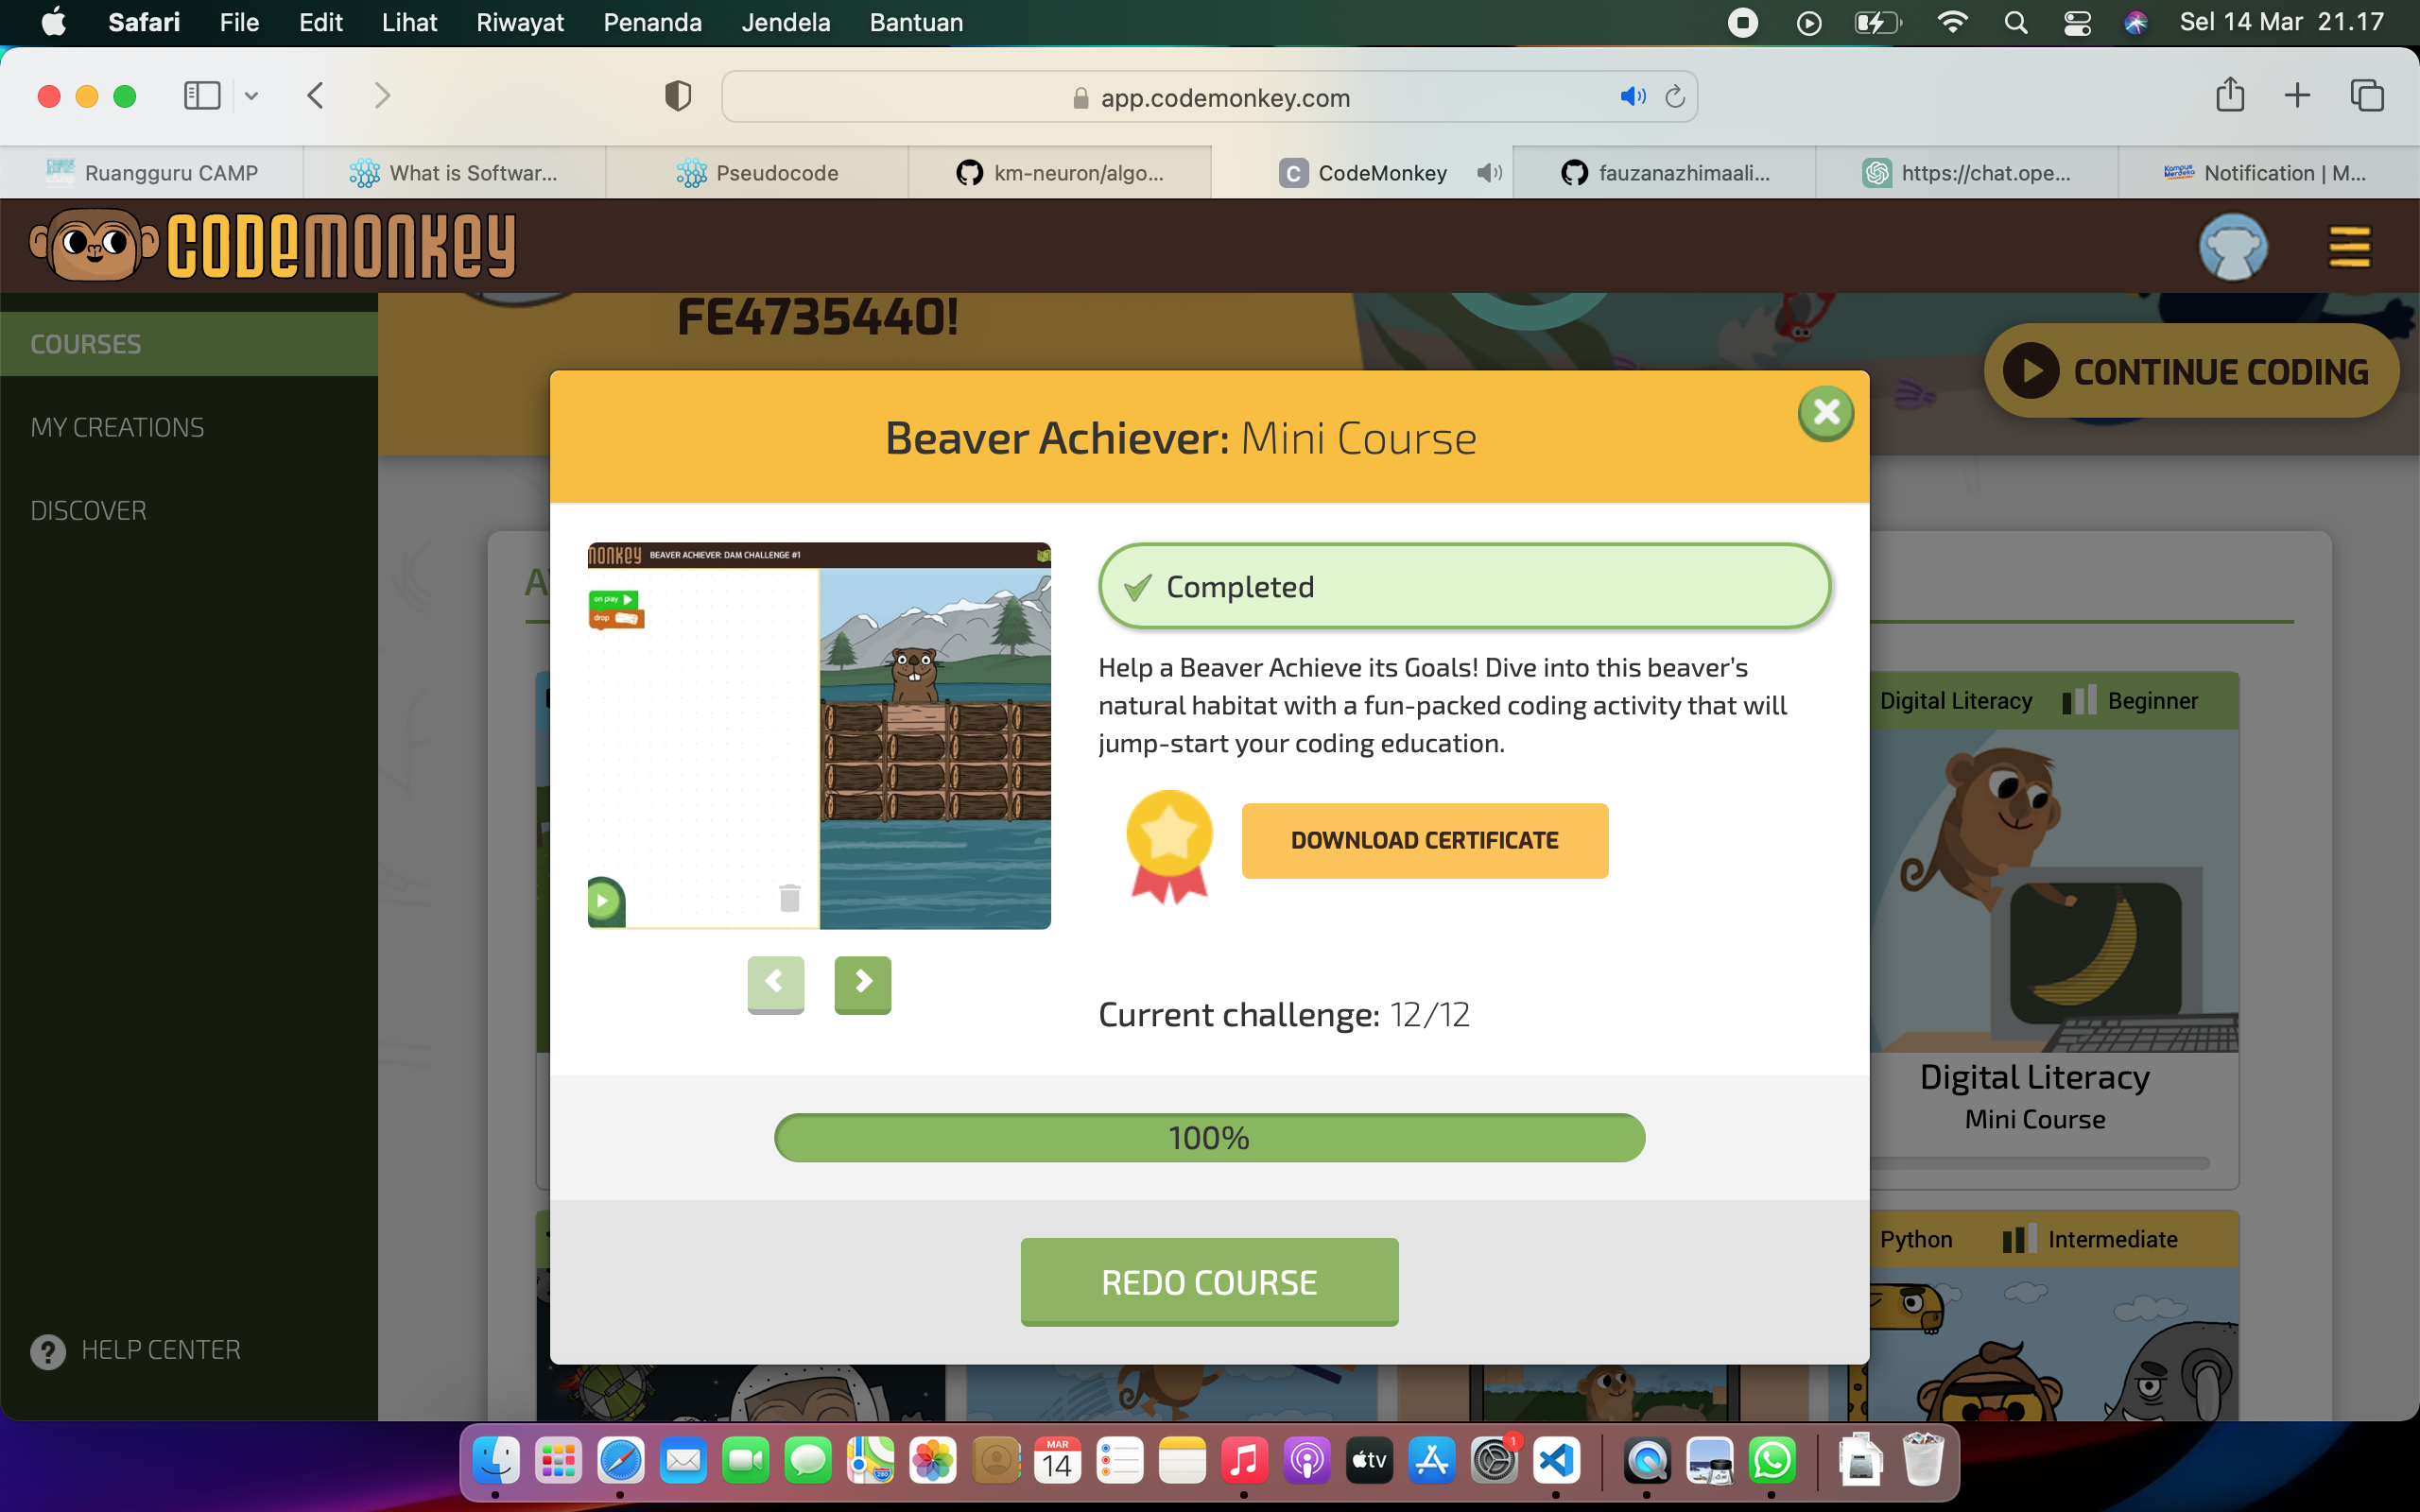 Safari File Edit Lihat Riwayat Penanda Jendela Bantuan Sel 14 Mar 21.17
app.codemonkey.com
Ruangguru CAMP What is Softwar... Pseudocode km-neuron/algo... C CodeMonkey fauzanazhimaali... https://chat.ope... Notification | M...
CODEMONKEY
FE4735440!
COURSES
CONTINUE CODING
MY CREATIONS
DISCOVER
Beaver Achiever: Mini Course
monkey BEAVER ACHIEVER: DAM CHALLENGE #1
on play
drop
Completed
Help a Beaver Achieve its Goals! Dive into this beaver's
natural habitat with a fun-packed coding activity that will
jump-start your coding education.
DOWNLOAD CERTIFICATE
Current challenge: 12/12
100%
REDO COURSE
Digital Literacy Beginner
Digital Literacy
Mini Course
Python Intermediate
? HELP CENTER
MAR
14
tv
1